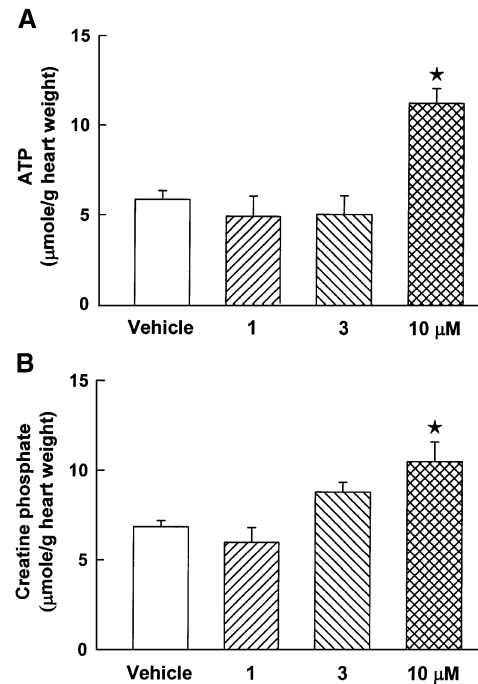 A
15
10
5
0
ATP
(μmole/g heart weight)
Vehicle 1 3 10 μM
B
15
10
5
0
Creatine phosphate
(μmole/g heart weight)
Vehicle 1 3 10 μM